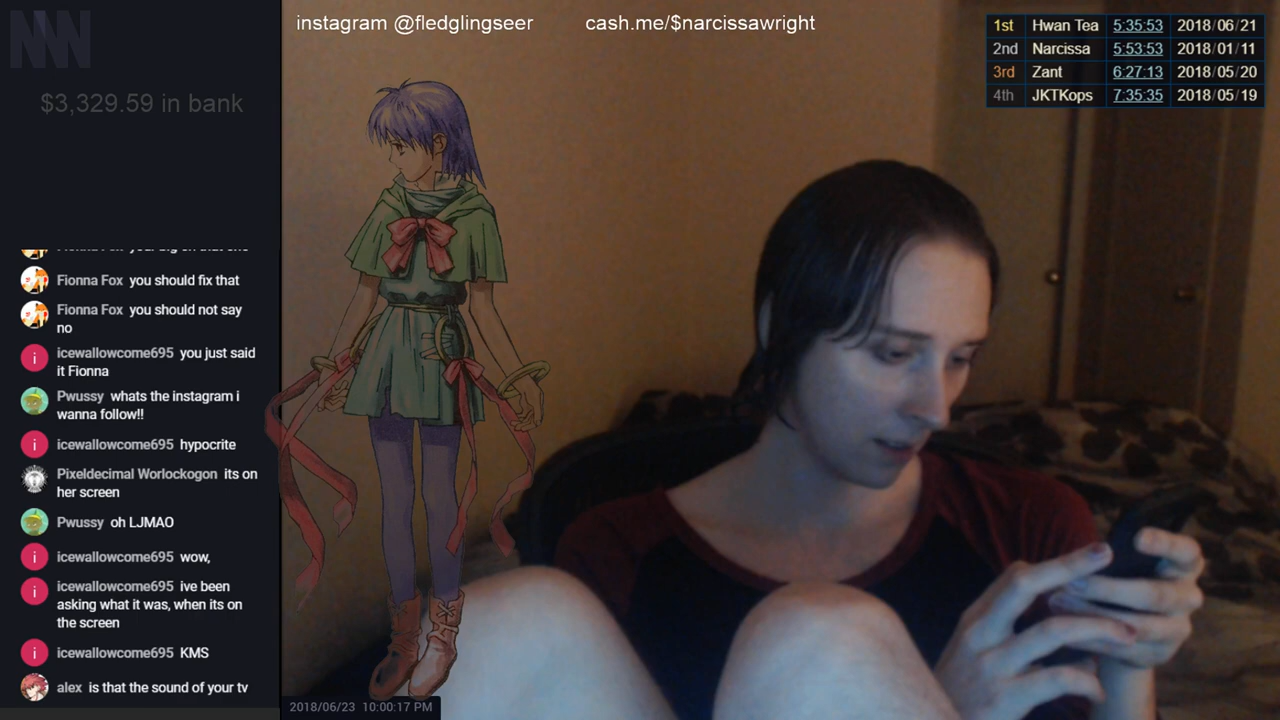 instagram @fledglingseer
cash.me/$narcissawright
1st Hwan Tea 5:35:53 2018/06/21
2nd Narcissa 5:53:53 2018/01/11
3rd Zant 6:27:13 2018/05/20
4th JKTKops 7:35:35 2018/05/19
$3,329.59 in bank
Fionna Fox you should fix that
Fionna Fox you should not say
no
icewallowcome695 you just said
it Fionna
Pwussy whats the instagram i
wanna follow!!
i icewallowcome695 hypocrite
Pixeldecimal Worlockogon its on
her screen
Pwussy oh LJMAO
i icewallowcome695 wow,
i icewallowcome695 ive been
asking what it was, when its on
the screen
i icewallowcome695 KMS
alex is that the sound of your tv
2018/06/23 10:00:17 PM